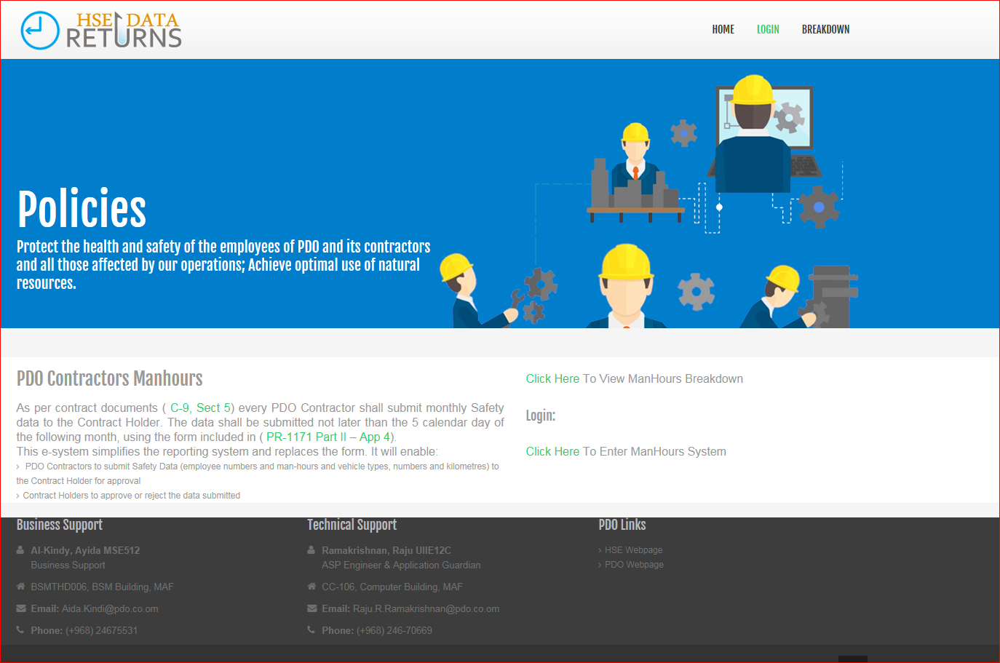 HSE DATA
RETURNS
HOME
LOGIN
BREAKDOWN
Policies
Protect the health and safety of the employees of PDO and its contractors
and all those affected by our operations; Achieve optimal use of natural
resources.
PDO Contractors Manhours
As per contract documents ( C-9, Sect 5) every PDO Contractor shall submit monthly Safety
data to the Contract Holder. The data shall be submitted not later than the 5 calendar day of
the following month, using the form included in ( PR-1171 Part II – App 4).
This e-system simplifies the reporting system and replaces the form. It will enable:
› PDO Contractors to submit Safety Data (employee numbers and man-hours and vehicle types, numbers and kilometres) to
the Contract Holder for approval
› Contract Holders to approve or reject the data submitted
Click Here To View ManHours Breakdown
Login:
Click Here To Enter ManHours System
Business Support
Al-Kindy, Ayida MSE512
Business Support
BSMTHD006, BSM Building, MAF
Email: Aida.Kindi@pdo.co.om
Phone: (+968) 24675531
Technical Support
Ramakrishnan, Raju UIIE12C
ASP Engineer & Application Guardian
CC-106, Computer Building, MAF
Email: Raju.R.Ramakrishnan@pdo.co.om
Phone: (+968) 246-70669
PDO Links
› HSE Webpage
› PDO Webpage